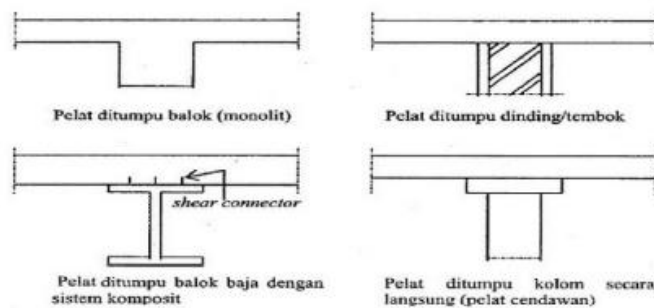 Pelat ditumpu balok (monolit)
Pelat ditumpu dinding/tembok
shear connector
Pelat ditumpu balok baja dengan
sistem komposit
Pelat ditumpu kolom secara
langsung (pelat cendawan)